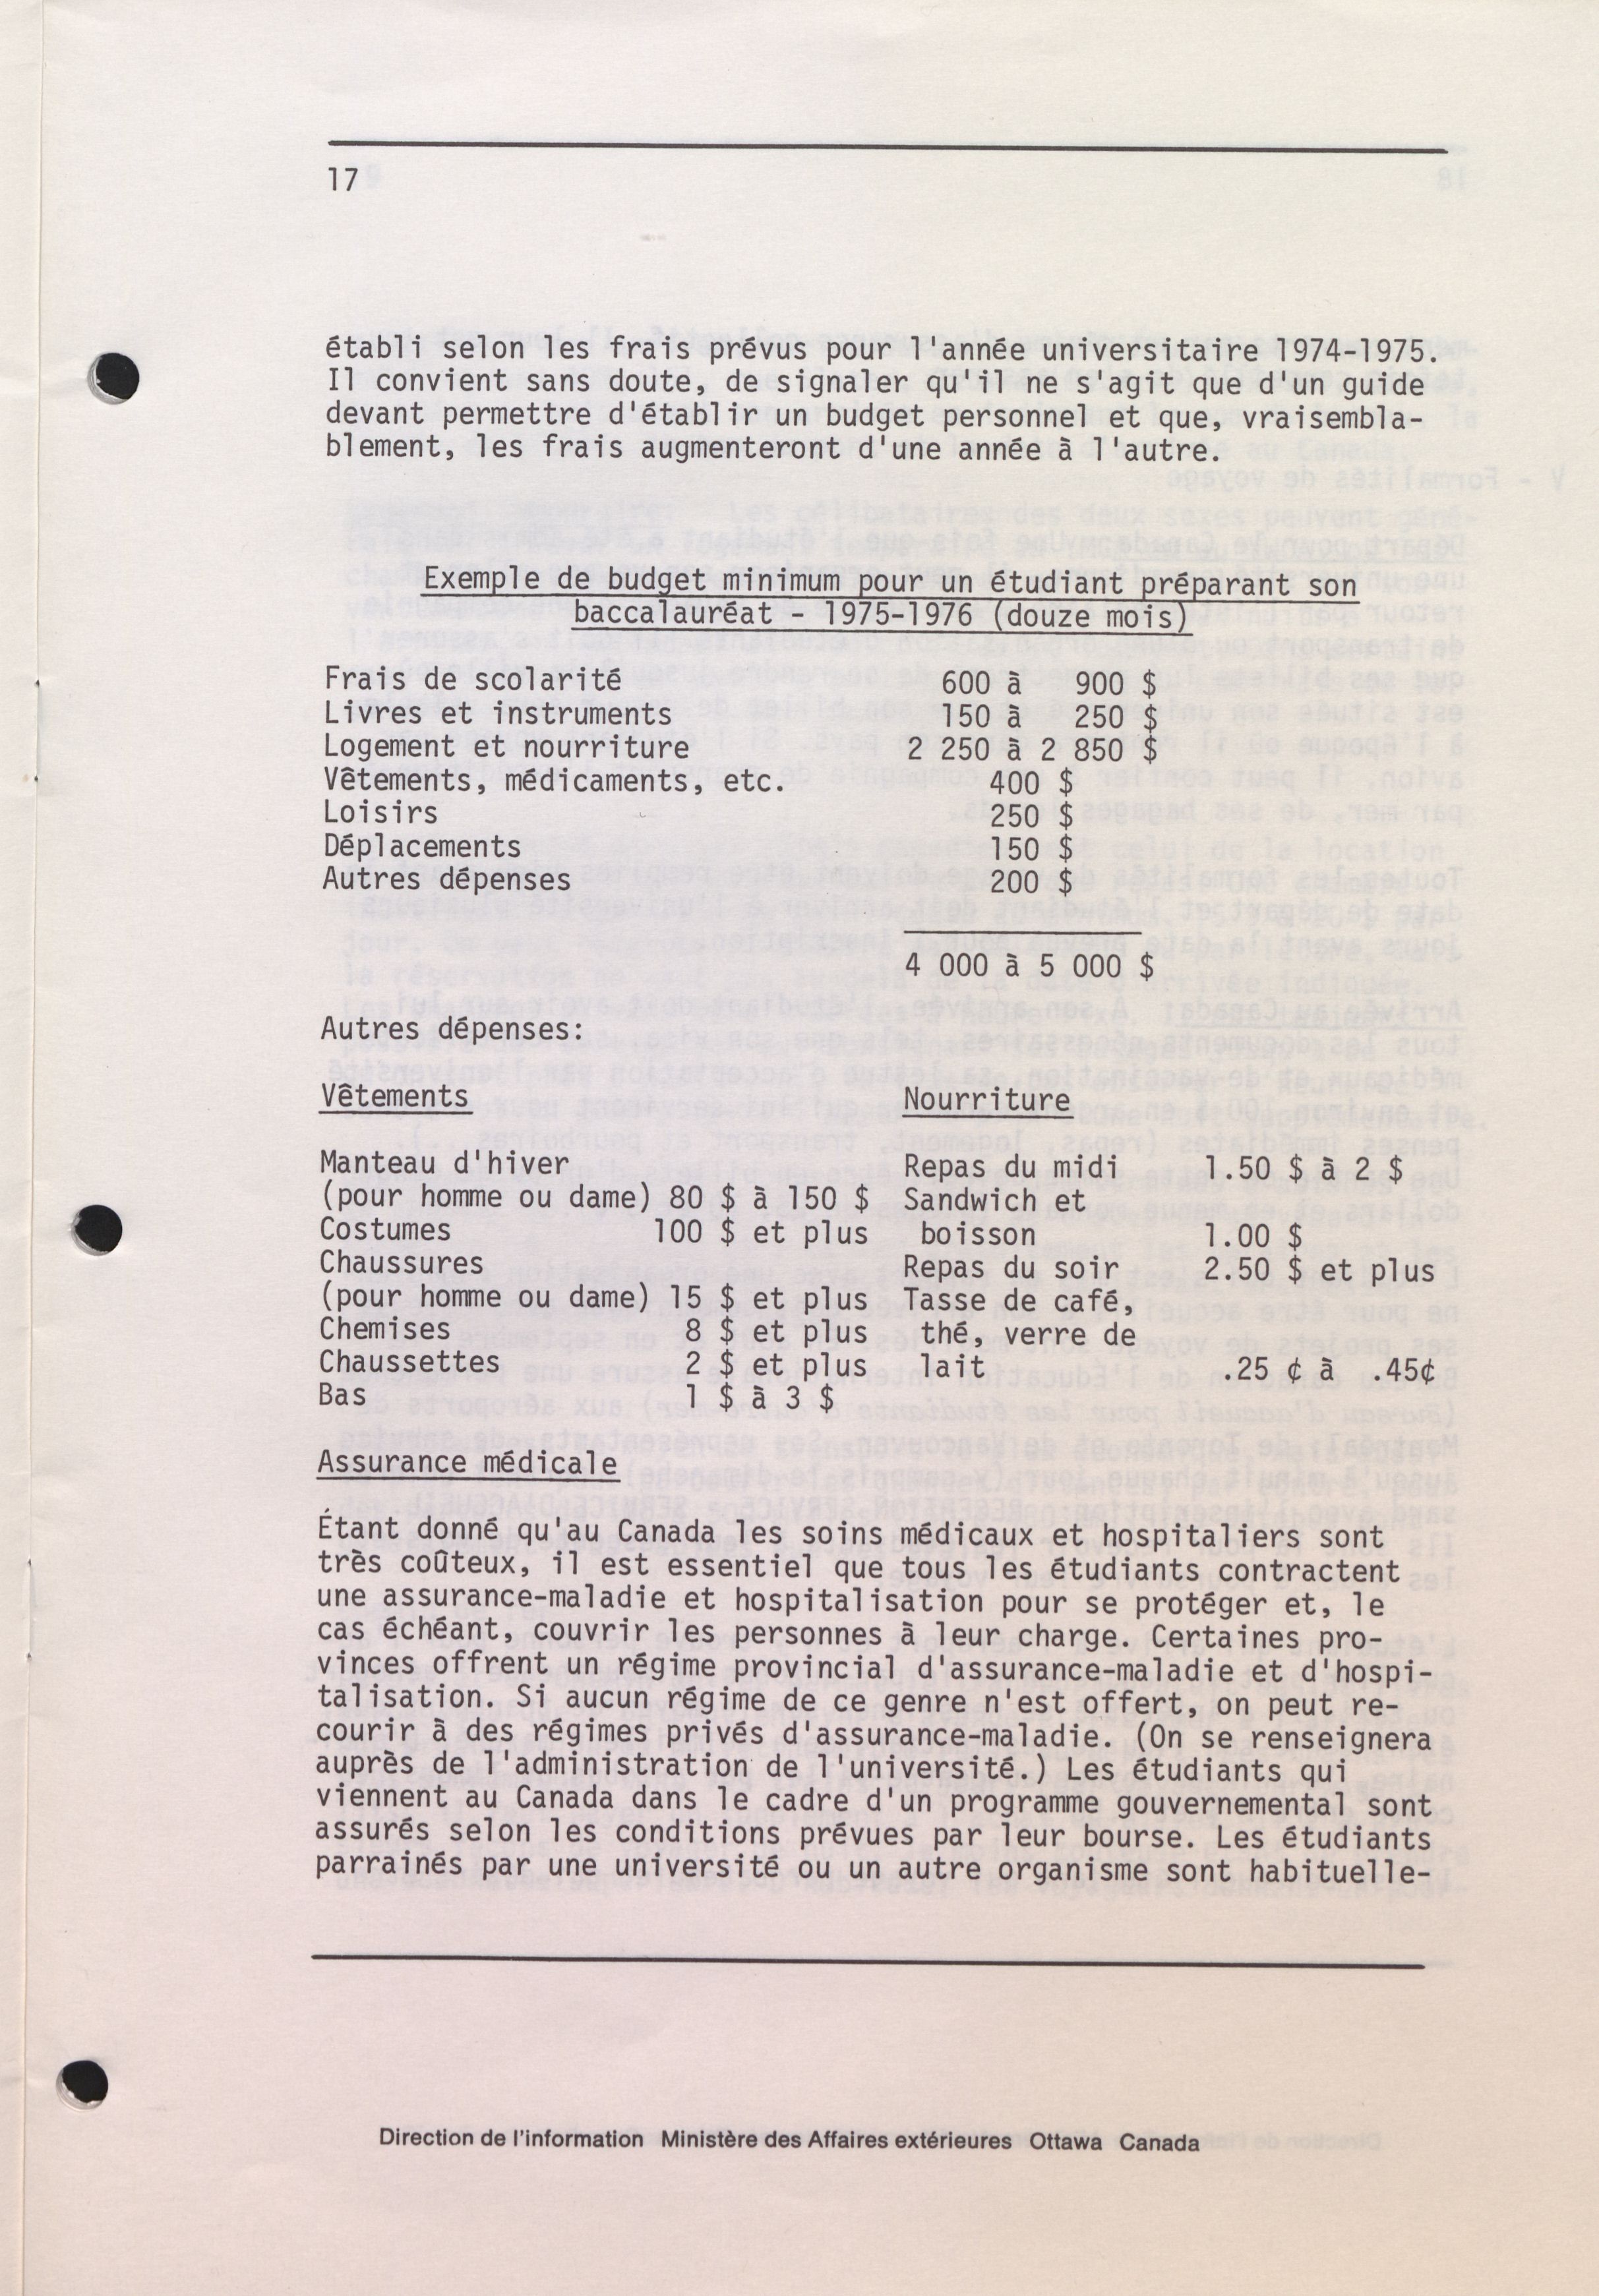 17
établi selon les frais prévus pour l'année universitaire 1974-1975.
Il convient sans doute, de signaler qu'il ne s'agit que d'un guide
devant permettre d'établir un budget personnel et que, vraisembla-
blement, les frais augmenteront d'une année à l'autre.
Exemple de budget minimum pour un étudiant préparant son
baccalauréat - 1975-1976 (douze mois)
Frais de scolarité 600 à 900 $
Livres et instruments 150 à 250 $
Logement et nourriture 2 250 à 2 850 $
Vêtements, médicaments, etc. 400 $
Loisirs 250 $
Déplacements 150 $
Autres dépenses 200 $
4 000 à 5 000 $
Autres dépenses:
Vêtements
Manteau d'hiver
(pour homme ou dame) 80 $ à 150 $
Costumes 100 $ et plus
Chaussures
(pour homme ou dame) 15 $ et plus
Chemises 8 $ et plus
Chaussettes 2 $ et plus
Bas 1 $ à 3 $
Nourriture
Repas du midi 1.50 $ à 2 $
Sandwich et
boisson 1.00 $
Repas du soir 2.50 $ et plus
Tasse de café,
thé, verre de
lait .25 ¢ à .45¢
Assurance médicale
Étant donné qu'au Canada les soins médicaux et hospitaliers sont
très coûteux, il est essentiel que tous les étudiants contractent
une assurance-maladie et hospitalisation pour se protéger et, le
cas échéant, couvrir les personnes à leur charge. Certaines pro-
vinces offrent un régime provincial d'assurance-maladie et d'hospi-
talisation. Si aucun régime de ce genre n'est offert, on peut re-
courir à des régimes privés d'assurance-maladie. (On se renseignera
auprès de l'administration de l'université.) Les étudiants qui
viennent au Canada dans le cadre d'un programme gouvernemental sont
assurés selon les conditions prévues par leur bourse. Les étudiants
parrainés par une université ou un autre organisme sont habituelle-
Direction de l'information Ministère des Affaires extérieures Ottawa Canada